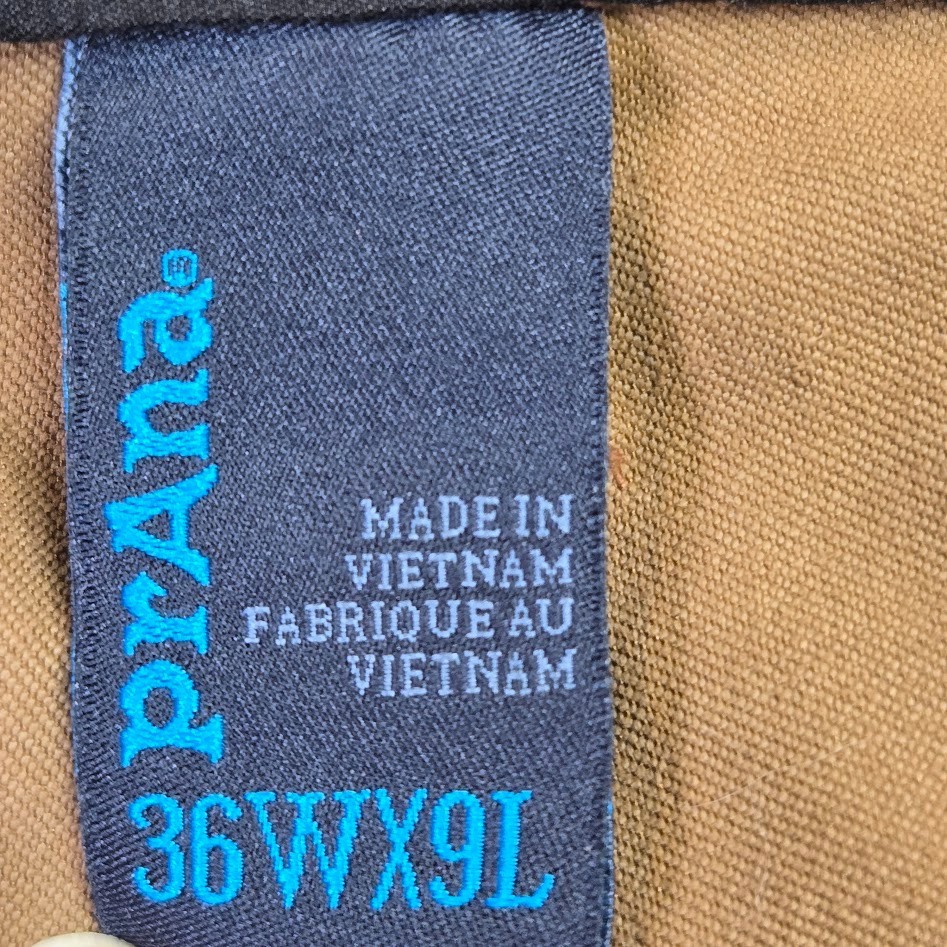 prAna®
MADE IN
VIETNAM
FABRIQUE AU
VIETNAM
36WX9L